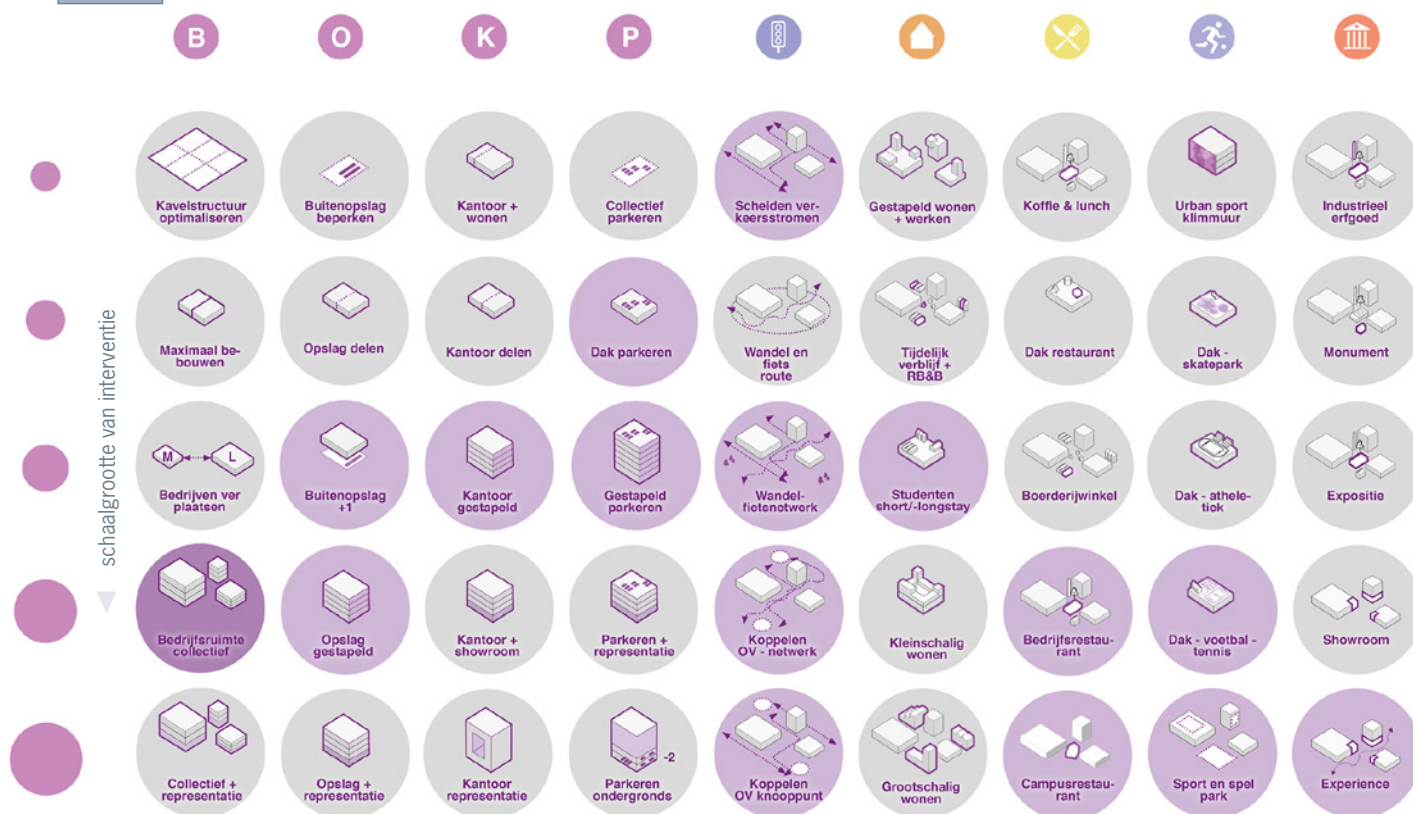 B O K P
Kavelstructuur
optimaliseren
Buitenopslag
beperken
Kantoor +
wonen
Collectief
parkeren
Scheiden ver-
keersstromen
Gestapeld wonen
+ werken
Koffie & lunch
Urban sport
klimmuur
Industrieel
erfgoed
schaalgrootte van interventie
Maximaal be-
bouwen
Opslag delen
Kantoor delen
Dak parkeren
Wandel en
fiets
route
Tijdelijk
verblijf +
RB&B
Dak restaurant
Dak -
skatepark
Monument
M
L
Bedrijven ver
plaatsen
Buitenopslag
+1
Kantoor
gestapeld
Gestapeld
parkeren
Wandel-
fietsnetwerk
Studenten
short/-longstay
Boerderijwinkel
Dak - athele-
tiek
Expositie
Bedrijfsruimte
collectief
Opslag
gestapeld
Kantoor +
showroom
Parkeren +
representatie
Koppelen
OV - netwerk
Kleinschalig
wonen
Bedrijfsrestau-
rant
Dak - voetbal -
tennis
Showroom
Collectief +
representatie
Opslag +
representatie
Kantoor
representatie
-2
Parkeren
ondergronds
Koppelen
OV knooppunt
Grootschalig
wonen
Campusrestau-
rant
Sport en spel
park
Experience